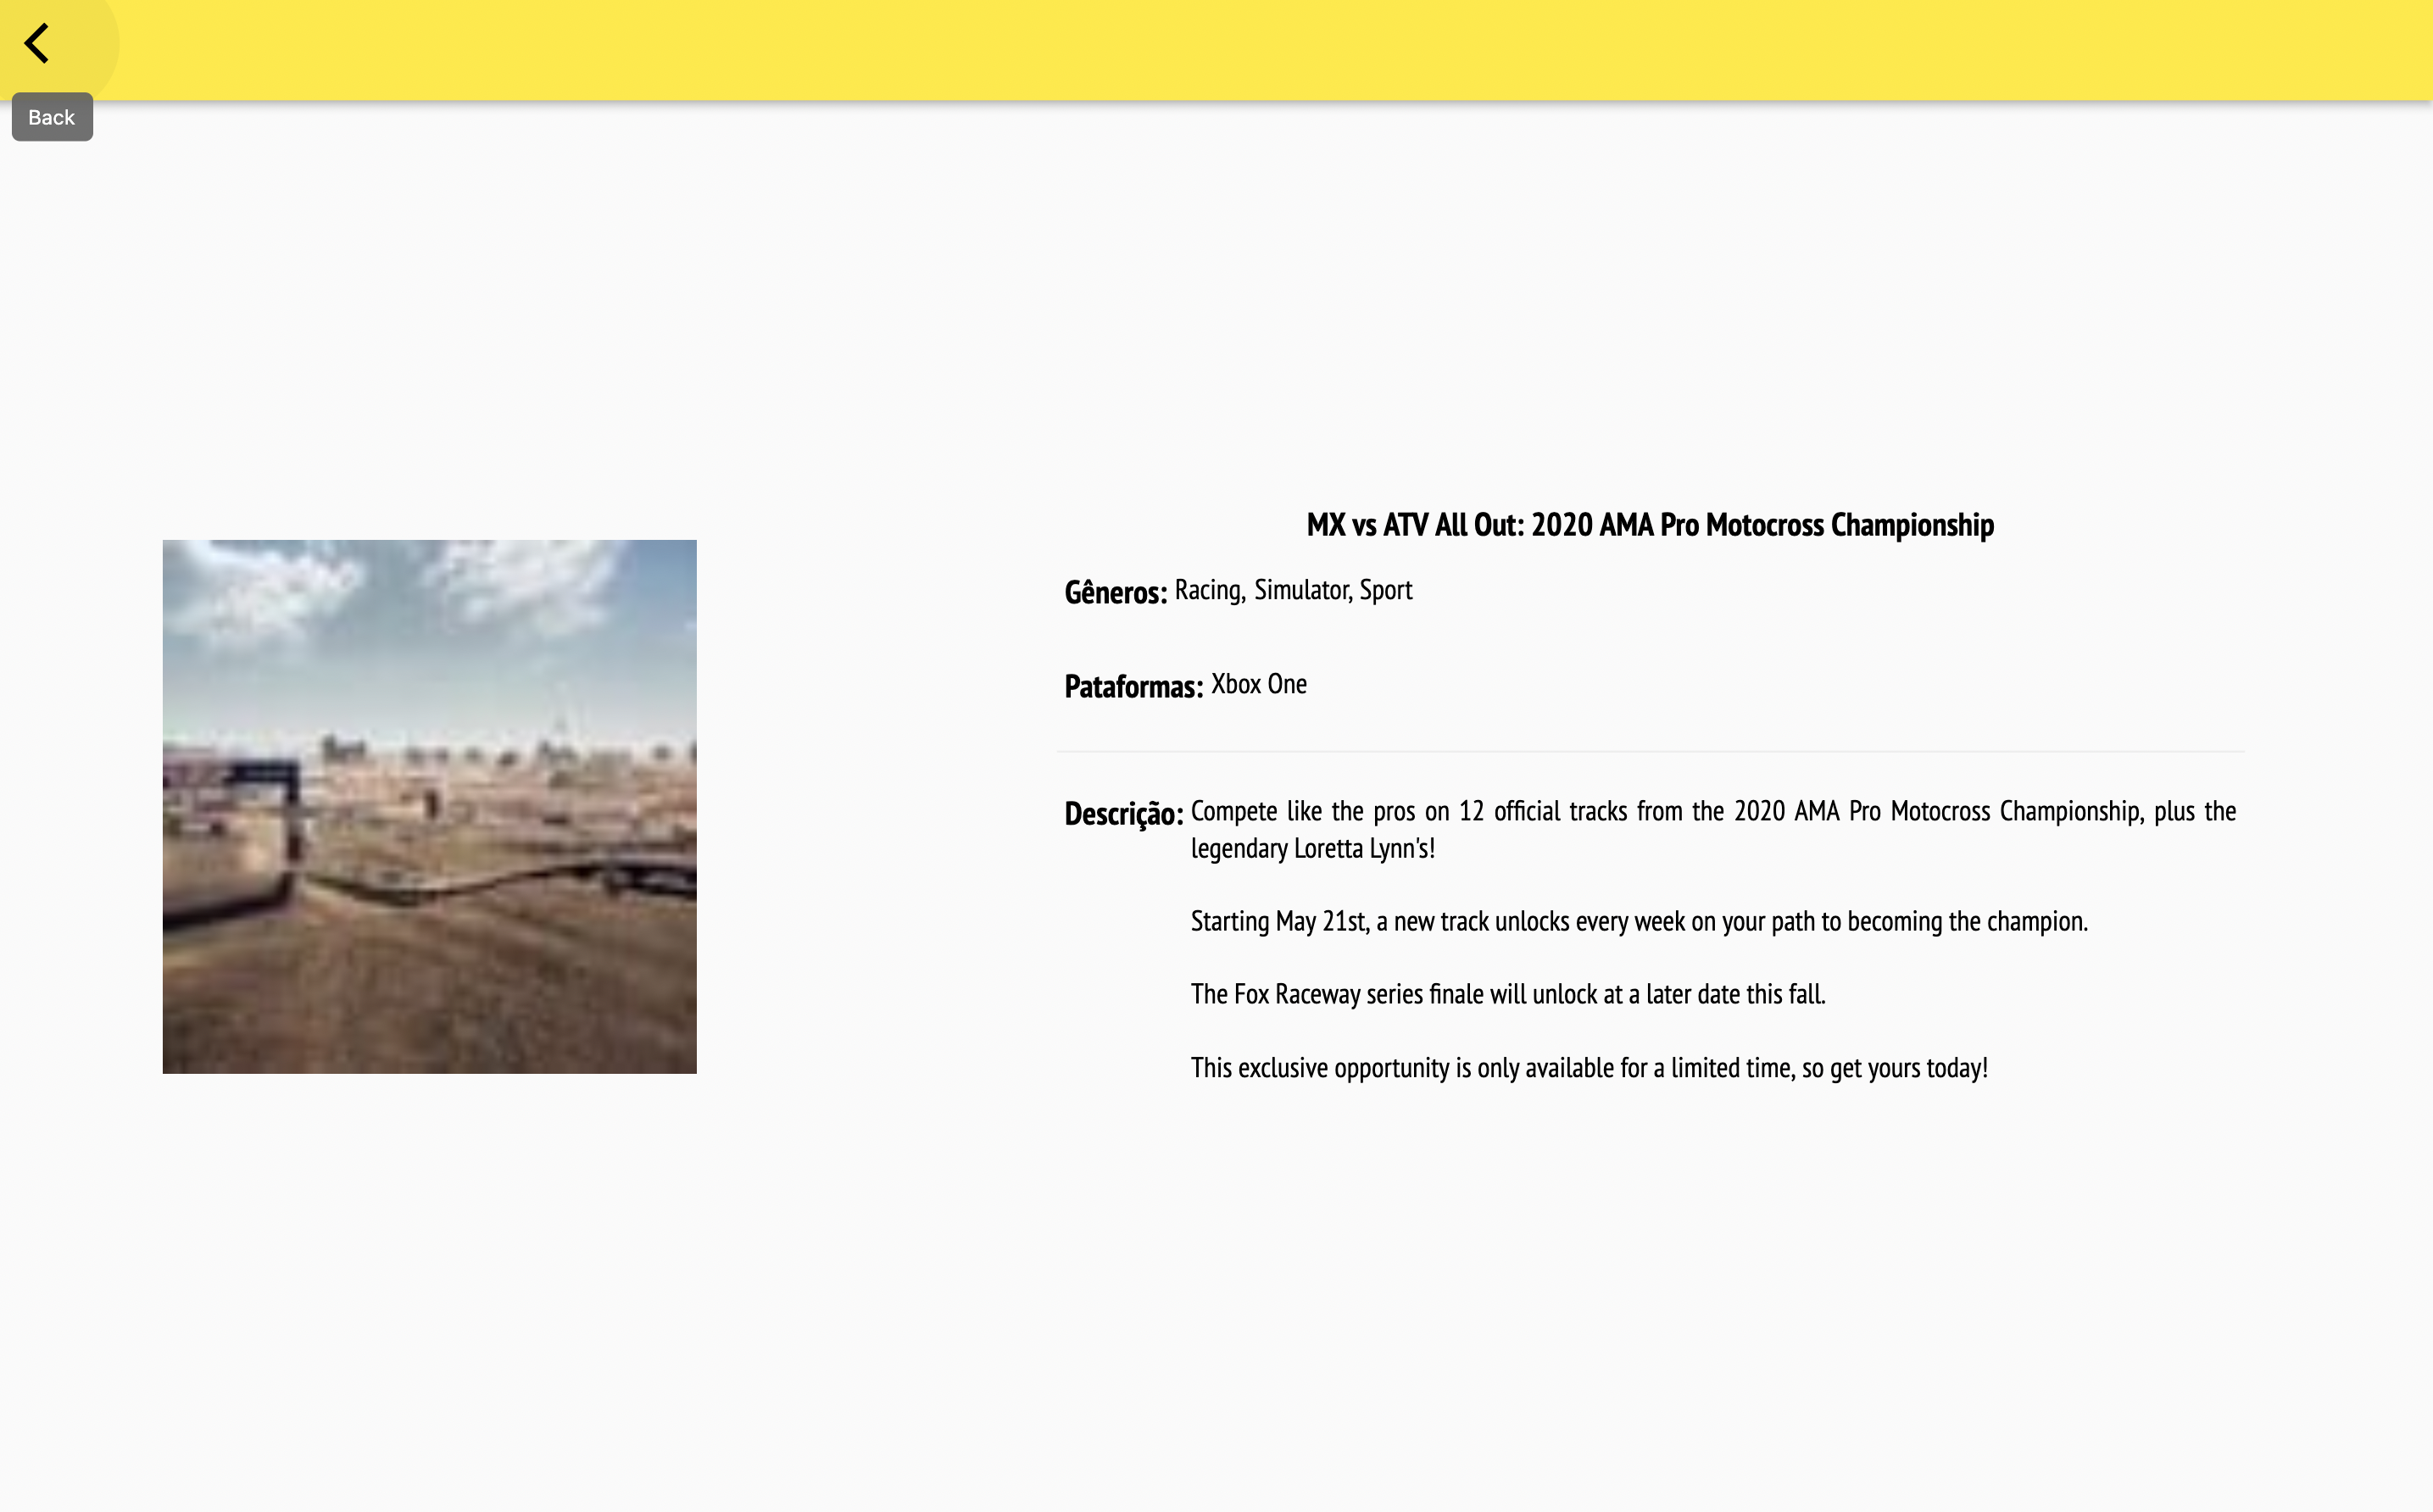 Back
MX vs ATV All Out: 2020 AMA Pro Motocross Championship
Gêneros: Racing, Simulator, Sport
Pataformas: Xbox One
Descrição: Compete like the pros on 12 official tracks from the 2020 AMA Pro Motocross Championship, plus the
legendary Loretta Lynn's!
Starting May 21st, a new track unlocks every week on your path to becoming the champion.
The Fox Raceway series finale will unlock at a later date this fall.
This exclusive opportunity is only available for a limited time, so get yours today!